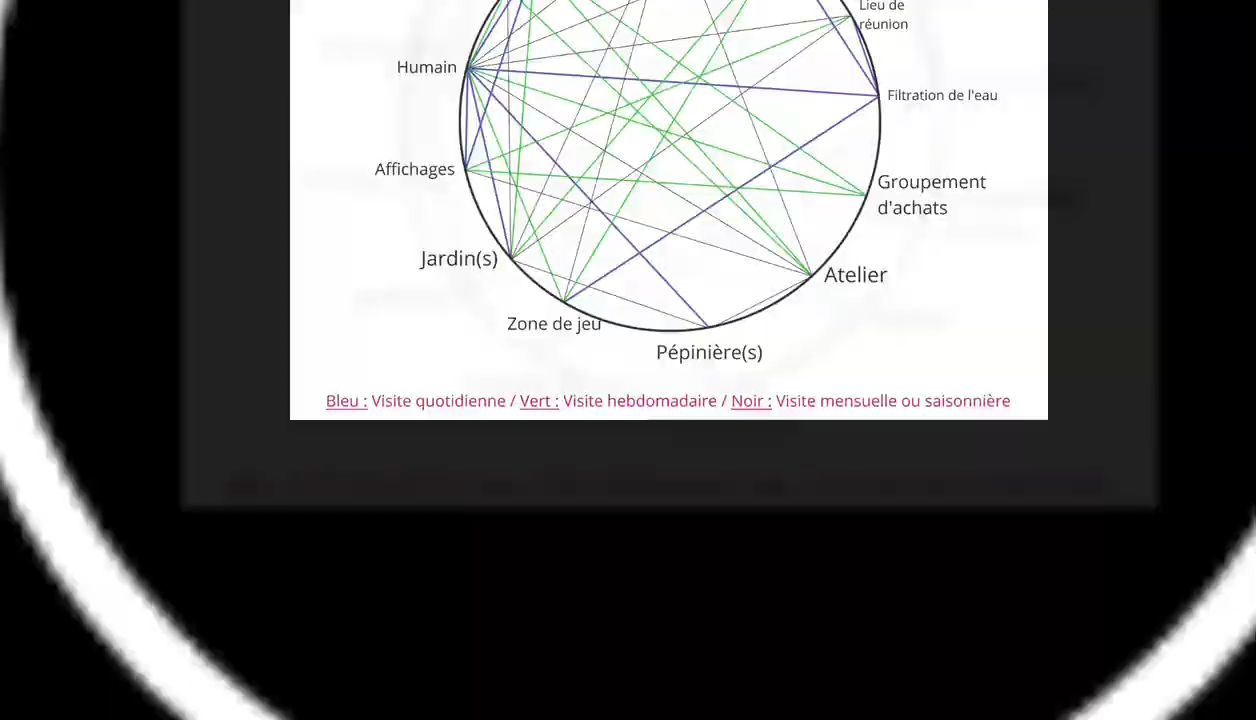 Lieu de
réunion
Humain
Filtration de l'eau
Affichages
Groupement
d'achats
Jardin(s)
Atelier
Zone de jeu
Pépinière(s)
Bleu : Visite quotidienne / Vert : Visite hebdomadaire / Noir : Visite mensuelle ou saisonnière